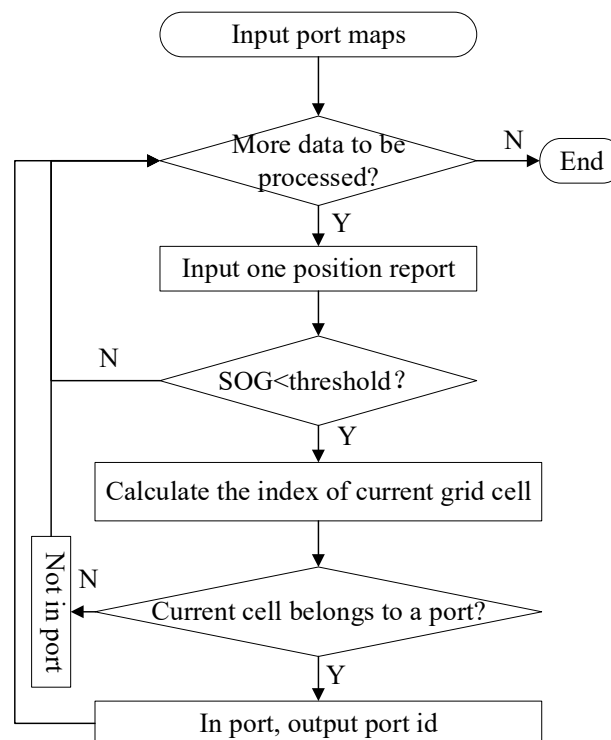 Input port maps
More data to be
processed?
N
End
Y
Input one position report
N
SOG<threshold?
Y
Calculate the index of current grid cell
Not in port
N
Current cell belongs to a port?
Y
In port, output port id